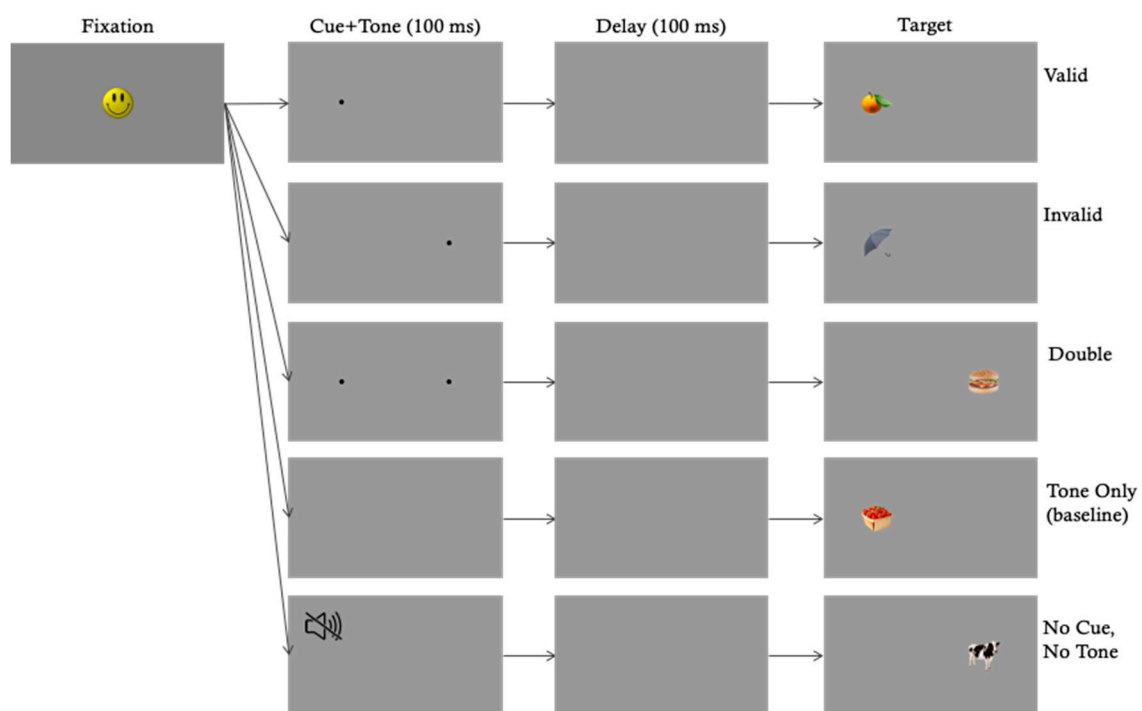 Fixation
Cue+Tone (100 ms)
Delay (100 ms)
Target
Valid
Invalid
Double
Tone Only
(baseline)
No Cue,
No Tone